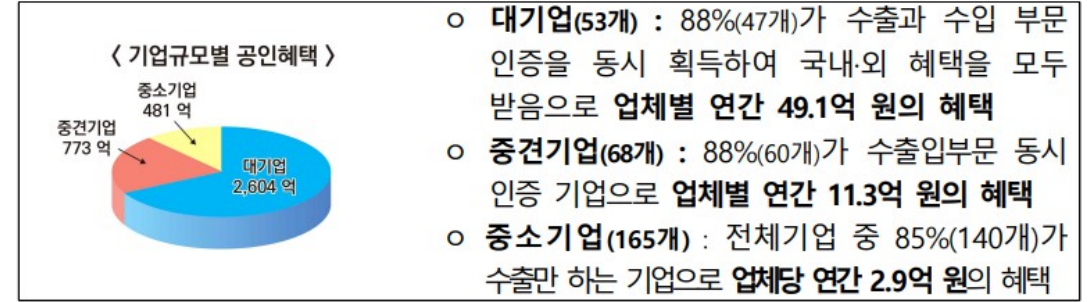 < 기업규모별 공인혜택 >
중소기업
481 억
중견기업
773 억
대기업
2,604 억
ㅇ 대기업(53개) : 88%(47개)가 수출과 수입 부문
인증을 동시 획득하여 국내·외 혜택을 모두
받음으로 업체별 연간 49.1억 원의 혜택
ㅇ 중견기업(68개) : 88%(60개)가 수출입부문 동시
인증 기업으로 업체별 연간 11.3억 원의 혜택
ㅇ 중소기업(165개) : 전체기업 중 85%(140개)가
수출만 하는 기업으로 업체당 연간 2.9억 원의 혜택